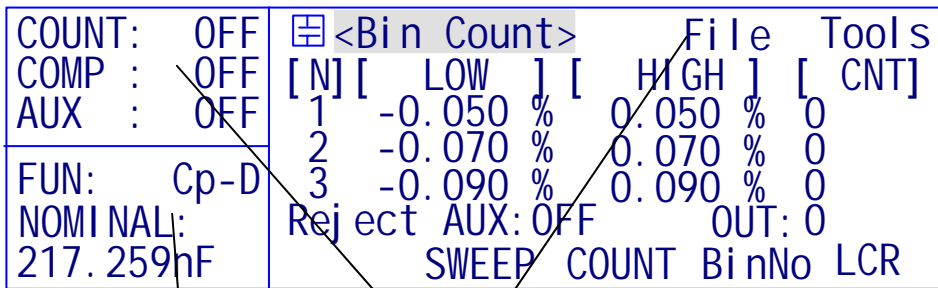 COUNT: OFF
COMP : OFF
AUX : OFF
FUN: Cp-D
NOMINAL:
217.259nF
<Bin Count> File Tools
[N][ LOW ] [ HIGH ] [ CNT]
1 -0.050 % 0.050 % 0
2 -0.070 % 0.070 % 0
3 -0.090 % 0.090 % 0
Reject AUX:OFF OUT:0
SWEEP COUNT BinNo LCR